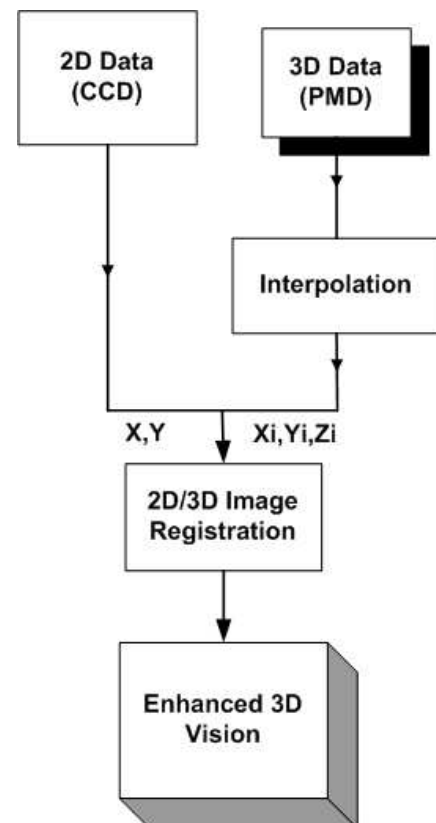 2D Data
(CCD)
3D Data
(PMD)
Interpolation
X,Y
Xi,Yi,Zi
2D/3D Image
Registration
Enhanced 3D
Vision